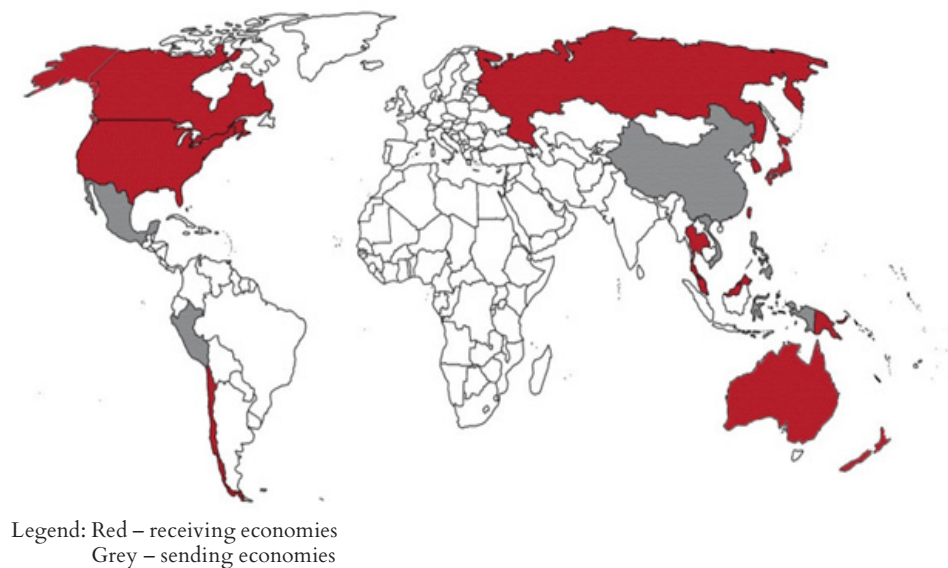 Legend: Red – receiving economies
Grey – sending economies